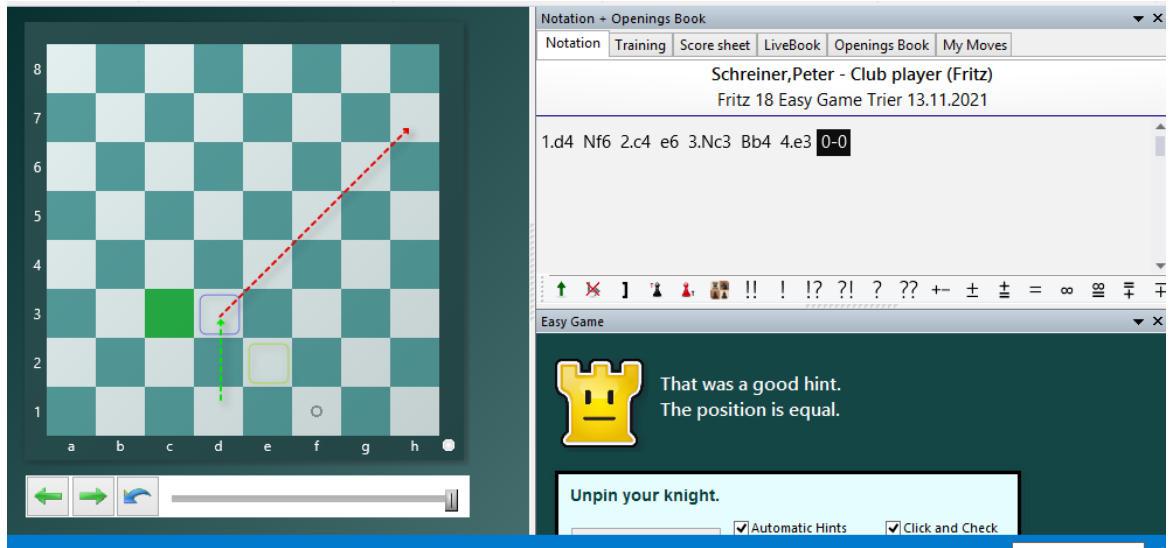 8
7
6
5
4
3
2
1
a b c d e f g h
Notation + Openings Book
Notation Training Score sheet LiveBook Openings Book My Moves
Schreiner,Peter - Club player (Fritz)
Fritz 18 Easy Game Trier 13.11.2021
1.d4 Nf6 2.c4 e6 3.Nc3 Bb4 4.e3 0-0
] !! ! !? ?! ? ?? +− ± ⩲ = ∞ ⯹ ⩱ ∓
Easy Game
That was a good hint.
The position is equal.
Unpin your knight.
Automatic Hints Click and Check